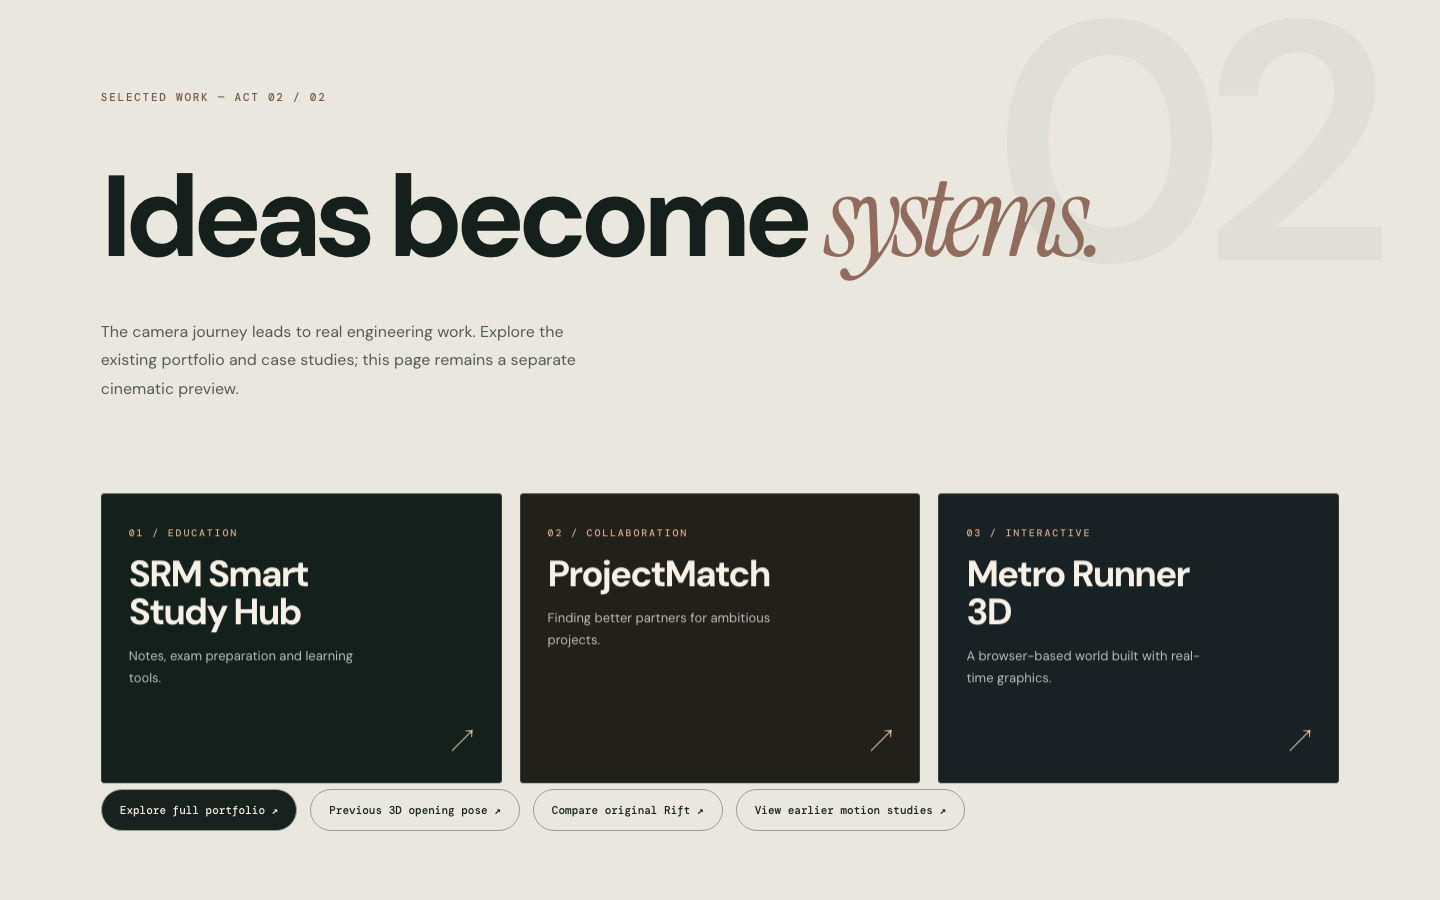 02
SELECTED WORK — ACT 02 / 02
Ideas become systems.
The camera journey leads to real engineering work. Explore the
existing portfolio and case studies; this page remains a separate
cinematic preview.
01 / EDUCATION
SRM Smart
Study Hub
Notes, exam preparation and learning
tools.
↗
02 / COLLABORATION
ProjectMatch
Finding better partners for ambitious
projects.
↗
03 / INTERACTIVE
Metro Runner
3D
A browser-based world built with real-
time graphics.
↗
Explore full portfolio ↗
Previous 3D opening pose ↗
Compare original Rift ↗
View earlier motion studies ↗